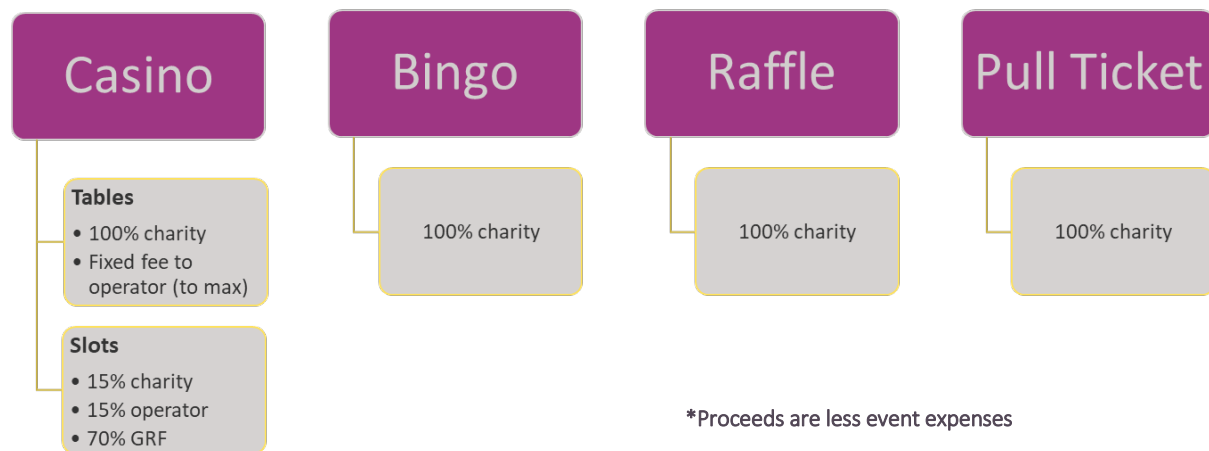 Casino
Tables
• 100% charity
• Fixed fee to
operator (to max)
Slots
• 15% charity
• 15% operator
• 70% GRF
Bingo
100% charity
Raffle
100% charity
Pull Ticket
100% charity
*Proceeds are less event expenses